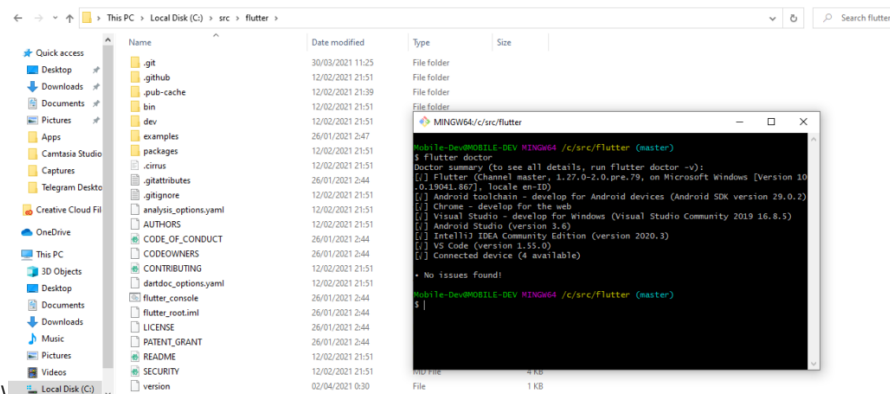 This PC > Local Disk (C:) > src > flutter >
Search flutter
Name Date modified Type Size
Quick access
Desktop
Downloads
Documents
Pictures
Apps
Camtasia Studio
Captures
Telegram Deskto
Creative Cloud Fil
OneDrive
This PC
3D Objects
Desktop
Documents
Downloads
Music
Pictures
Videos
Local Disk (C:)
.git 30/03/2021 11:25 File folder
.github 12/02/2021 21:51 File folder
.pub-cache 12/02/2021 21:39 File folder
bin 12/02/2021 21:51 File folder
dev 12/02/2021 21:51
examples 26/01/2021 2:47
packages 12/02/2021 21:51
.cirrus 12/02/2021 21:51
.gitattributes 26/01/2021 2:44
.gitignore 12/02/2021 21:51
analysis_options.yaml 12/02/2021 21:51
AUTHORS 12/02/2021 21:51
CODE_OF_CONDUCT 26/01/2021 2:44
CODEOWNERS 26/01/2021 2:44
CONTRIBUTING 12/02/2021 21:51
dartdoc_options.yaml 12/02/2021 21:51
flutter_console 26/01/2021 2:44
flutter_root.iml 26/01/2021 2:44
LICENSE 26/01/2021 2:44
PATENT_GRANT 26/01/2021 2:44
README 12/02/2021 21:51
SECURITY 12/02/2021 21:51 MD File 4 KB
version 02/04/2021 0:30 File 1 KB
MINGW64:/c/src/flutter
Mobile-Dev@MOBILE-DEV MINGW64 /c/src/flutter (master)
$ flutter doctor
Doctor summary (to see all details, run flutter doctor -v):
[√] Flutter (Channel master, 1.27.0-2.0.pre.79, on Microsoft Windows [Version 10
.0.19041.867], locale en-ID)
[√] Android toolchain - develop for Android devices (Android SDK version 29.0.2)
[√] Chrome - develop for the web
[√] Visual Studio - develop for Windows (Visual Studio Community 2019 16.8.5)
[√] Android Studio (version 3.6)
[√] IntelliJ IDEA Community Edition (version 2020.3)
[√] VS Code (version 1.55.0)
[√] Connected device (4 available)
• No issues found!
Mobile-Dev@MOBILE-DEV MINGW64 /c/src/flutter (master)
$